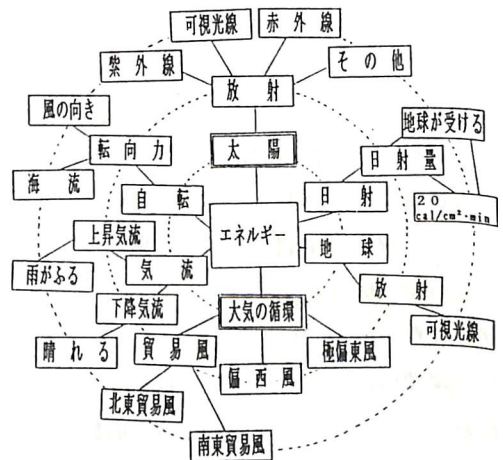 可視光線
赤外線
紫外線
その他
放射
風の向き
地球が受ける
転向力
太陽
日射量
海流
自転
日射
20
cal/cm²·min
エネルギー
上昇気流
地球
雨がふる
気流
放射
下降気流
大気の循環
可視光線
晴れる
貿易風
極偏東風
偏西風
北東貿易風
南東貿易風